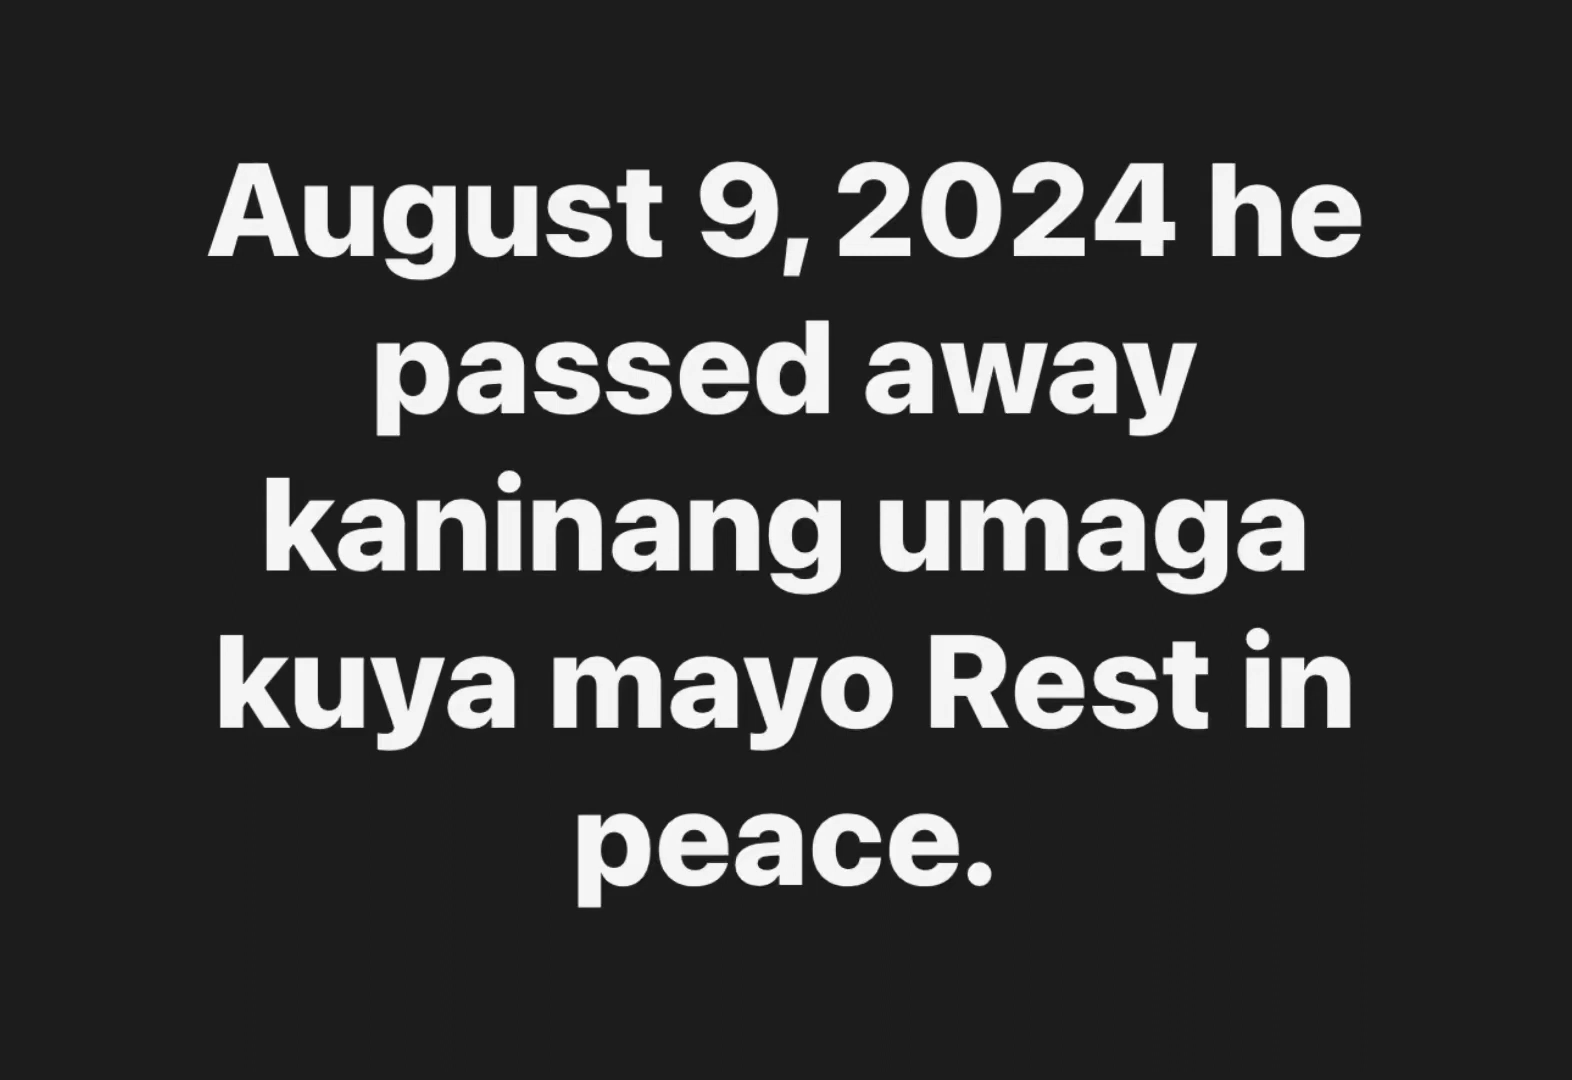 August 9, 2024 he
passed away
kaninang umaga
kuya mayo Rest in
peace.